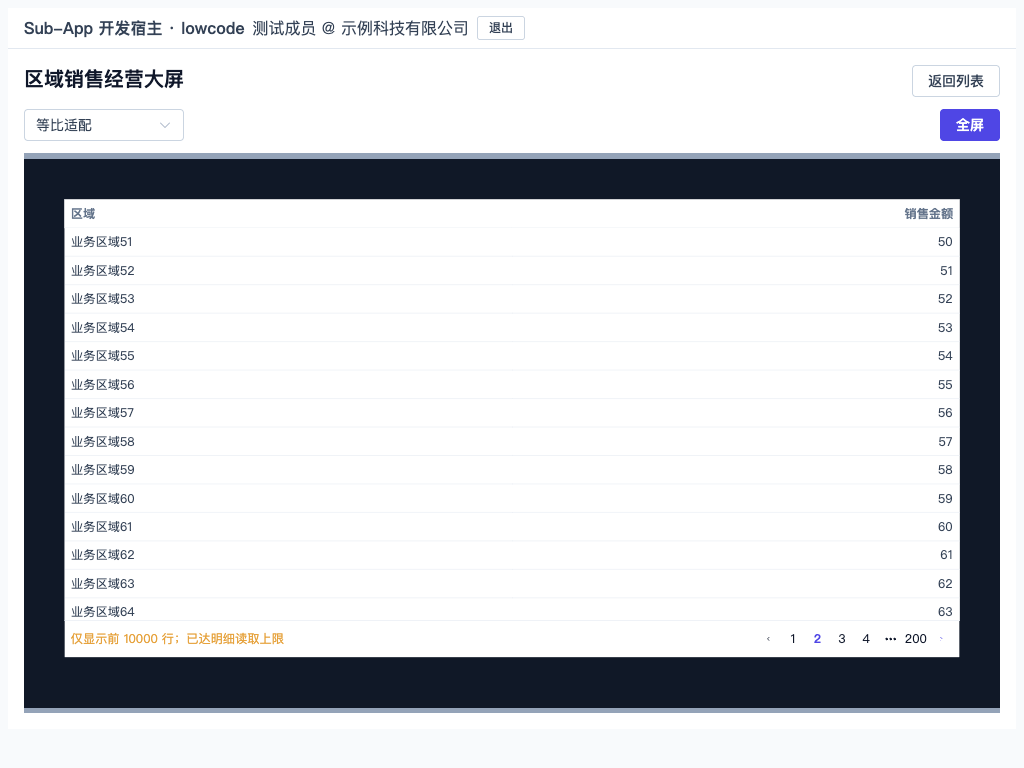 Sub-App 开发宿主 · lowcode 测试成员 @ 示例科技有限公司 退出
区域销售经营大屏 返回列表
等比适配 全屏
区域 销售金额
业务区域51 50
业务区域52 51
业务区域53 52
业务区域54 53
业务区域55 54
业务区域56 55
业务区域57 56
业务区域58 57
业务区域59 58
业务区域60 59
业务区域61 60
业务区域62 61
业务区域63 62
业务区域64 63
仅显示前 10000 行；已达明细读取上限 1 2 3 4 ••• 200